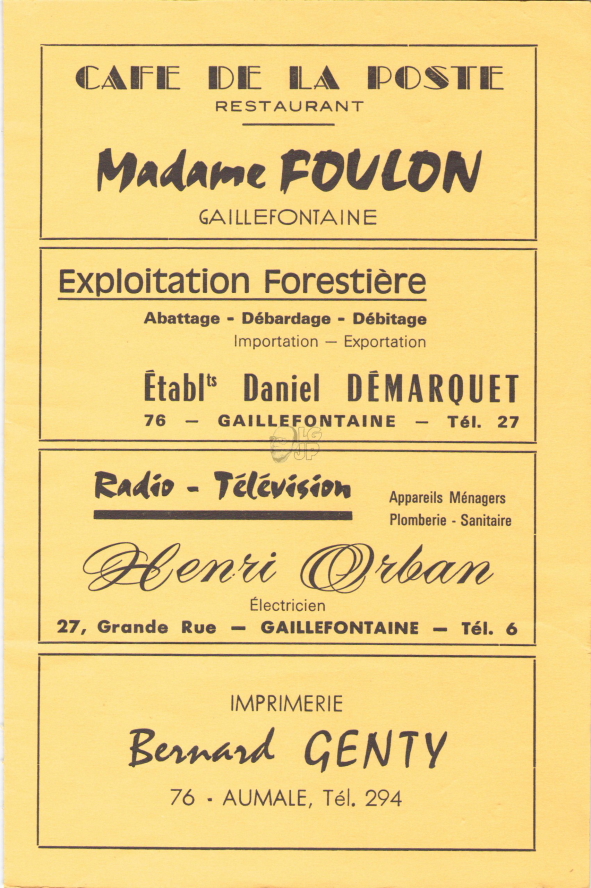 CAFE DE LA POSTE
RESTAURANT
Madame FOULON
GAILLEFONTAINE
Exploitation Forestière
Abattage - Débardage - Débitage
Importation — Exportation
Établts Daniel DÉMARQUET
76 — GAILLEFONTAINE — Tél. 27
Radio - Télévision
Appareils Ménagers
Plomberie - Sanitaire
Henri Orban
Électricien
27, Grande Rue — GAILLEFONTAINE — Tél. 6
IMPRIMERIE
Bernard GENTY
76 - AUMALE, Tél. 294